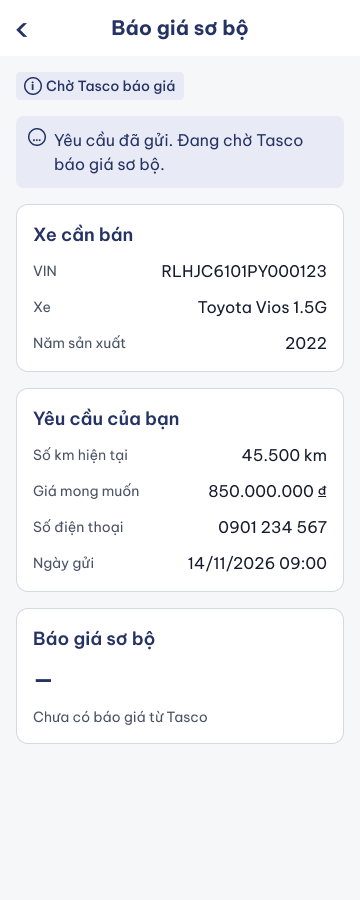 Báo giá sơ bộ
Chờ Tasco báo giá
Yêu cầu đã gửi. Đang chờ Tasco
báo giá sơ bộ.
Xe cần bán
VIN RLHJC6101PY000123
Xe Toyota Vios 1.5G
Năm sản xuất 2022
Yêu cầu của bạn
Số km hiện tại 45.500 km
Giá mong muốn 850.000.000 ₫
Số điện thoại 0901 234 567
Ngày gửi 14/11/2026 09:00
Báo giá sơ bộ
–
Chưa có báo giá từ Tasco